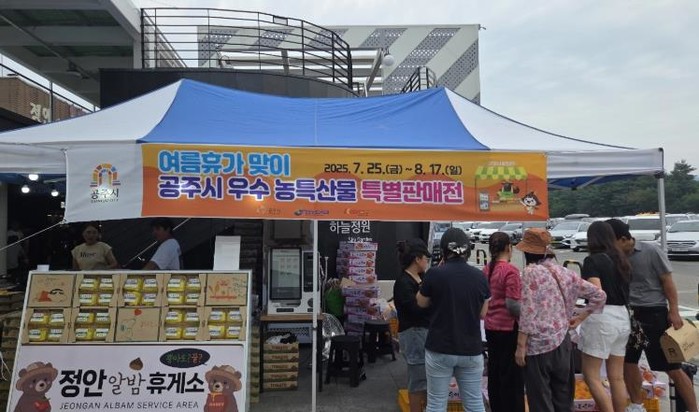 여름휴가 맞이
2025. 7. 25.(금) ~ 8. 17.(일)
공주시 우수 농특산물 특별판매전
공주시
하늘정원
정안알밤휴게소
JEONGAN ALBAM SERVICE AREA